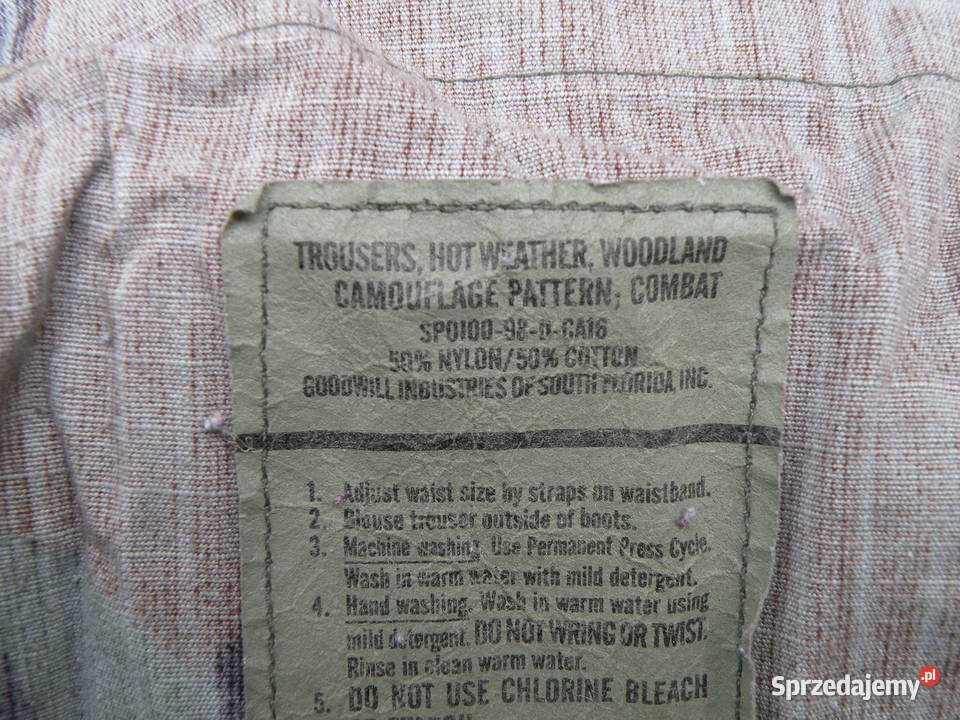 TROUSERS, HOT WEATHER, WOODLAND
CAMOUFLAGE PATTERN; COMBAT
SPO100-98-D-CA16
50% NYLON/50% COTTON
GOODWILL INDUSTRIES OF SOUTH FLORIDA, INC.
1. Adjust waist size by straps on waistband.
2. Blouse trouser outside of boots.
3. Machine washing. Use Permanent Press Cycle.
Wash in warm water with mild detergent.
4. Hand washing. Wash in warm water using
mild detergent. DO NOT WRING OR TWIST.
Rinse in clean warm water.
5. DO NOT USE CHLORINE BLEACH
Sprzedajemy.pl